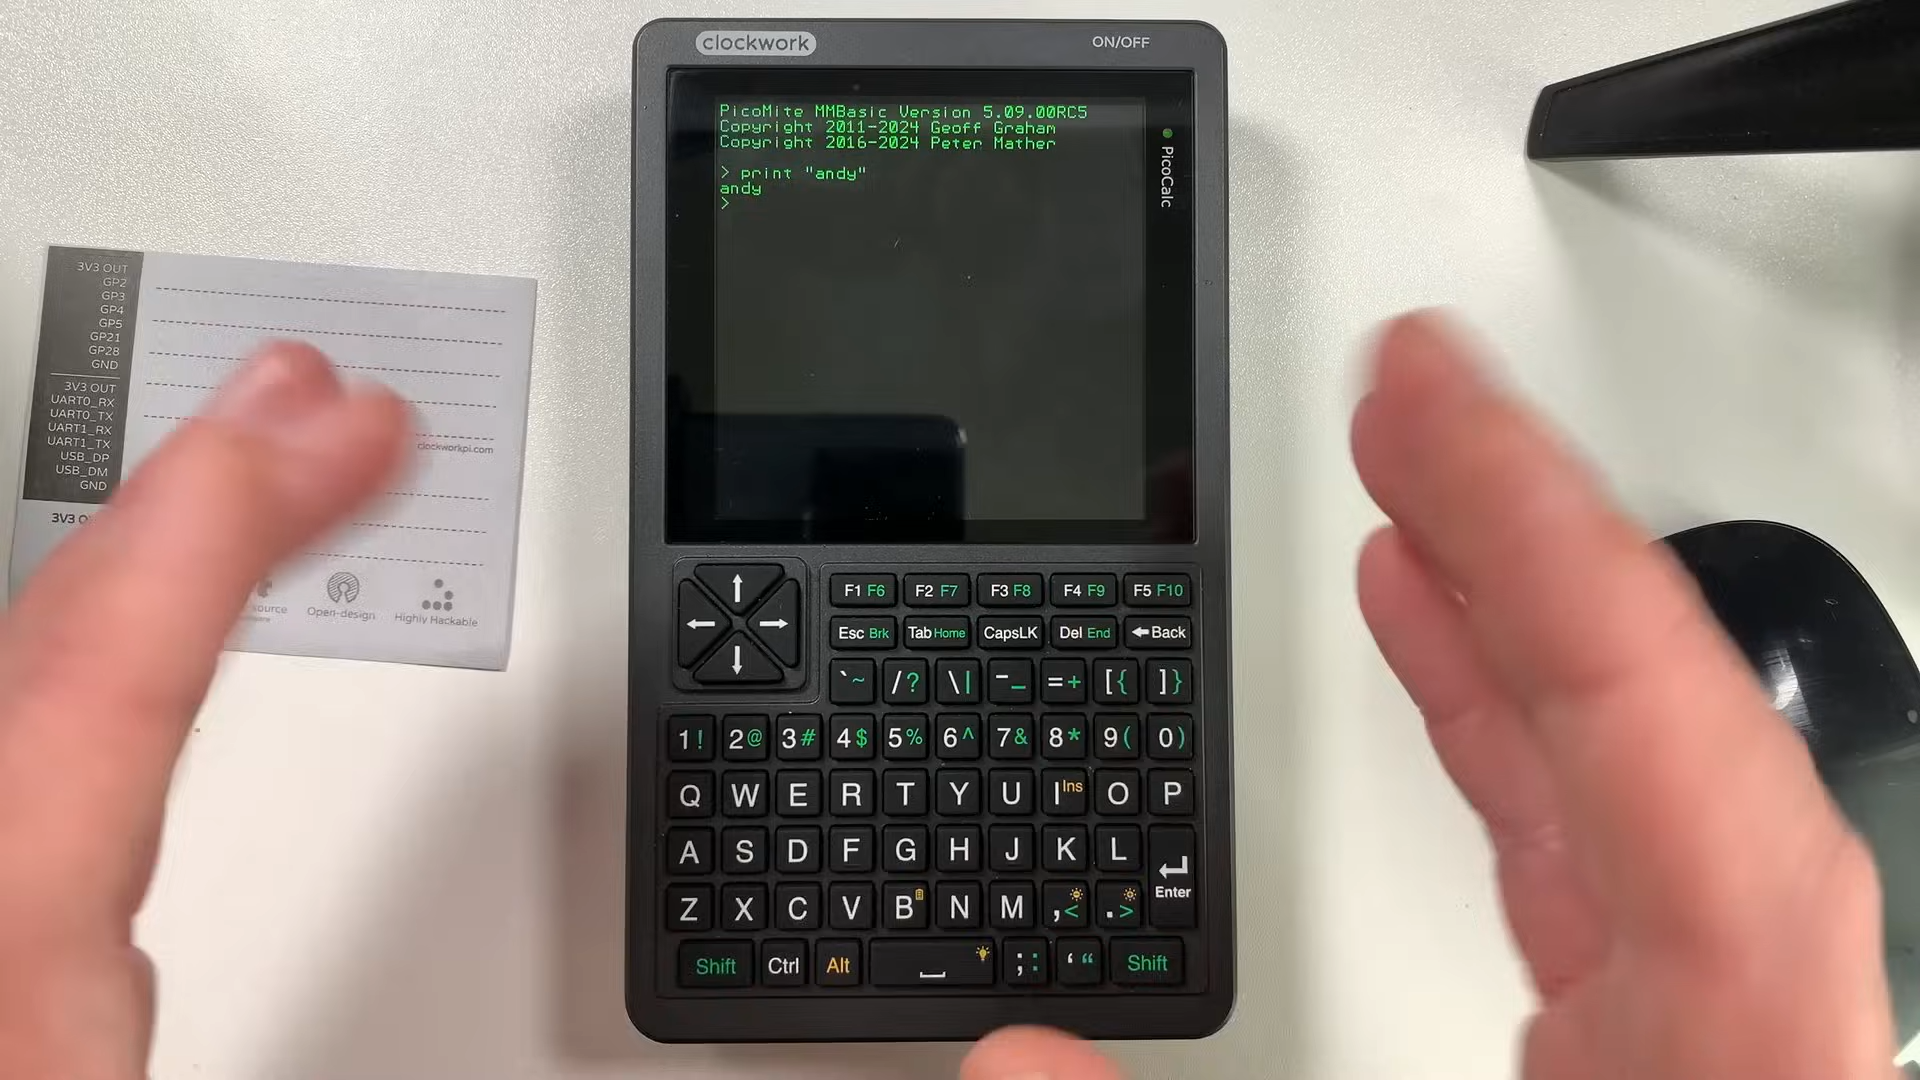 clockwork
ON/OFF
PicoMite MMBasic Version 5.09.00RC5
Copyright 2011-2024 Geoff Graham
Copyright 2016-2024 Peter Mather
> print "andy"
andy
>
PicoCalc
3V3 OUT
GP2
GP3
GP4
GP5
GP21
GP28
GND
3V3 OUT
UART0_RX
UART0_TX
UART1_RX
UART1_TX
USB_DP
USB_DM
GND
3V3
clockworkpi.com
source
Open-design
Highly Hackable
F1 F6 F2 F7 F3 F8 F4 F9 F5 F10
Esc Brk Tab Home CapsLK Del End Back
` ~ / ? \ | - _ = + [ { ] }
1 ! 2 @ 3 # 4 $ 5 % 6 ^ 7 & 8 * 9 ( 0 )
Q W E R T Y U I Ins O P
A S D F G H J K L
Enter
Z X C V B N M , < . >
Shift Ctrl Alt ; : ‘ “ Shift